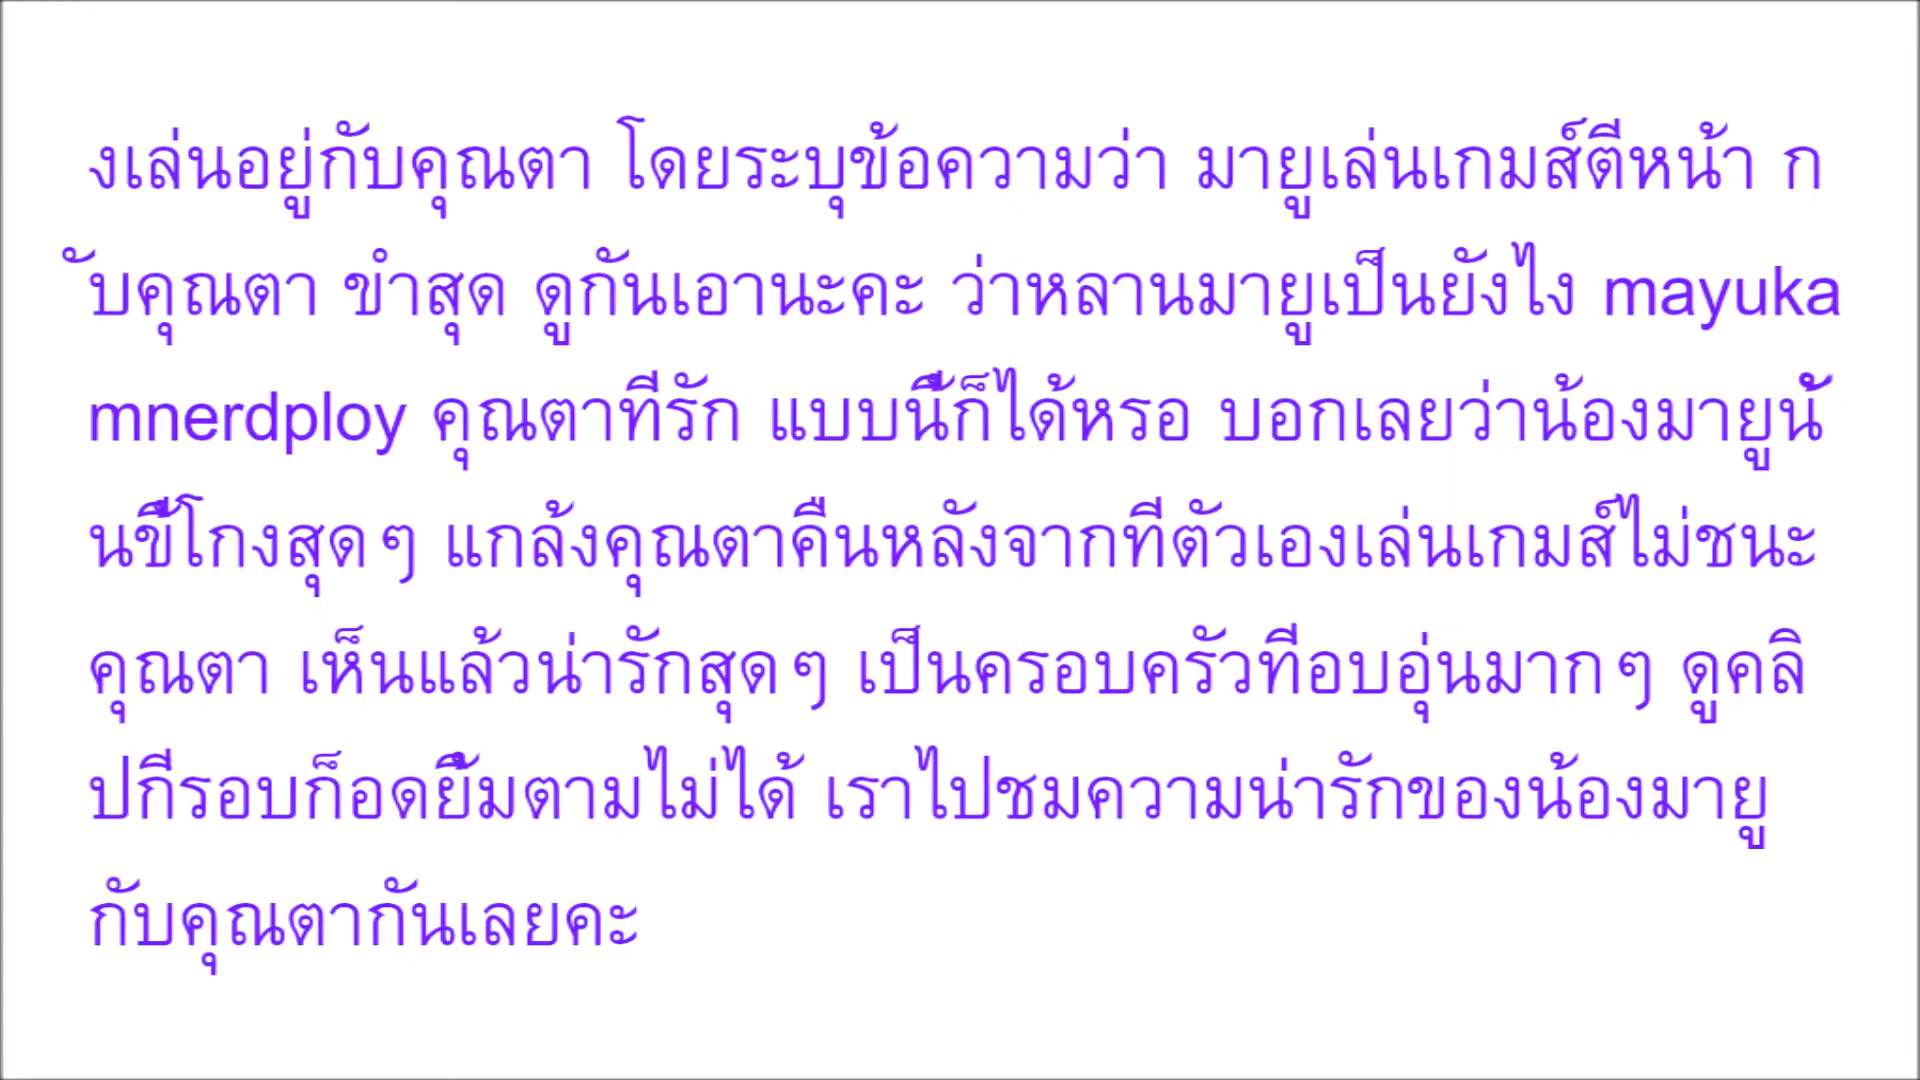 งเล่นอยู่กับคุณตา โดยระบุข้อความว่า มายูเล่นเกมส์ตีหน้า ก
ับคุณตา ขำสุด ดูกันเอานะคะ ว่าหลานมายูเป็นยังไง mayuka
mnerdploy คุณตาที่รัก แบบนี้ก็ได้หรอ บอกเลยว่าน้องมายูนั้
นขี้โกงสุดๆ แกล้งคุณตาคืนหลังจากที่ตัวเองเล่นเกมส์ไม่ชนะ
คุณตา เห็นแล้วน่ารักสุดๆ เป็นครอบครัวที่อบอุ่นมากๆ ดูคลิ
ปกี่รอบก็อดยิ้มตามไม่ได้ เราไปชมความน่ารักของน้องมายู
กับคุณตากันเลยคะ